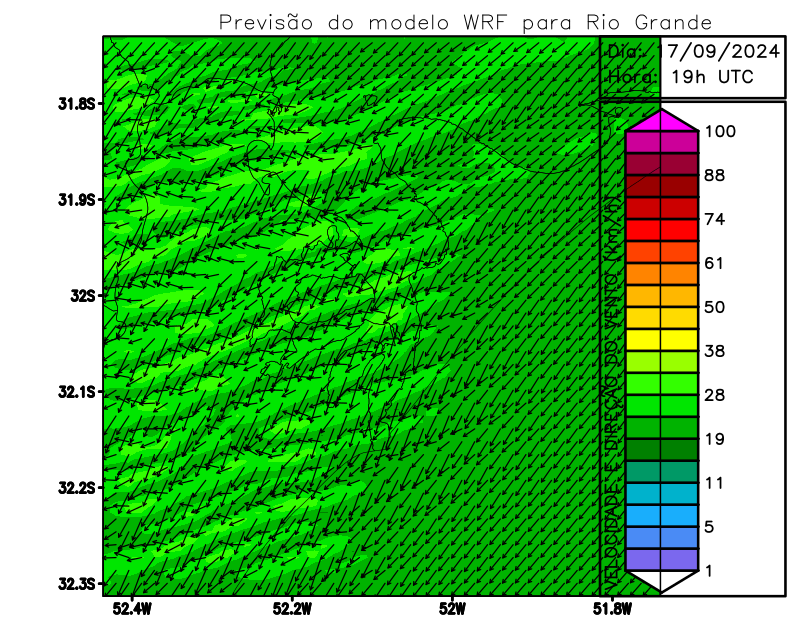 Previsão do modelo WRF para Rio Grande
Dia: 17/09/2024
Hora: 19h UTC
31.8S
31.9S
32S
32.1S
32.2S
32.3S
52.4W
52.2W
52W
51.8W
VELOCIDADE E DIREÇÃO DO VENTO (Km/h)
100
88
74
61
50
38
28
19
11
5
1